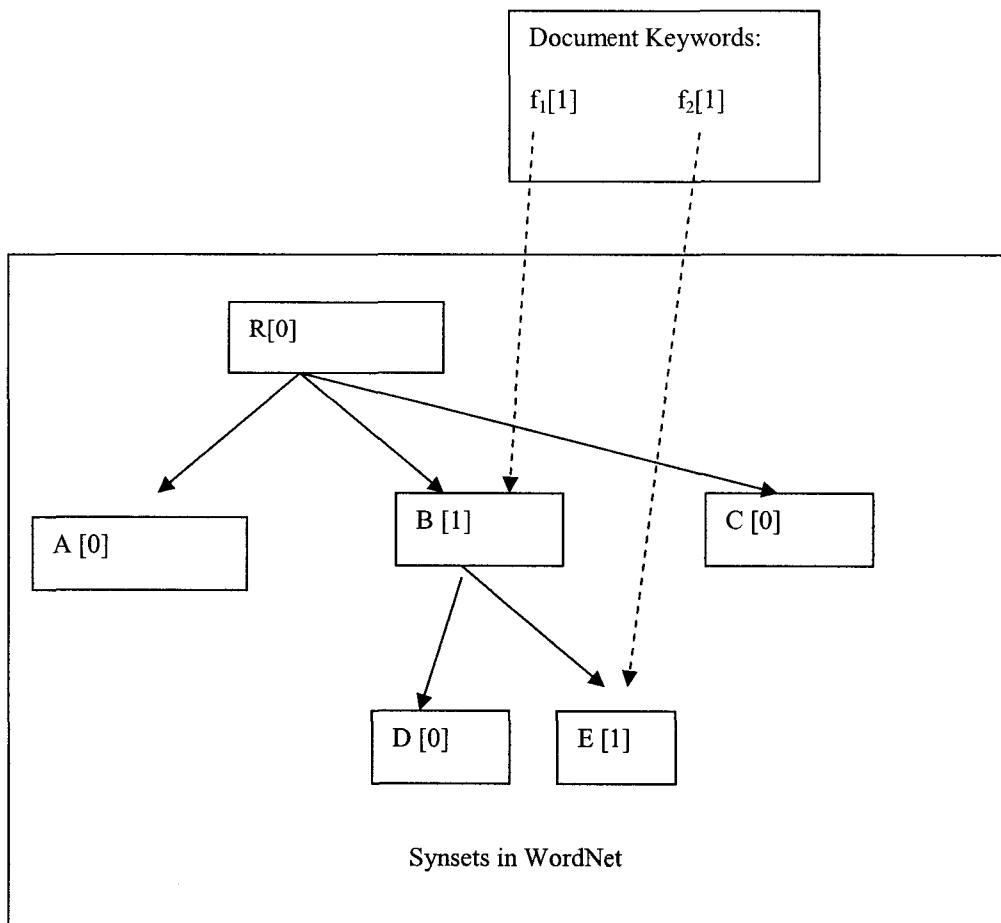 Document Keywords:
f₁[1] f₂[1]
R[0]
A [0]
B [1]
C [0]
D [0]
E [1]
Synsets in WordNet